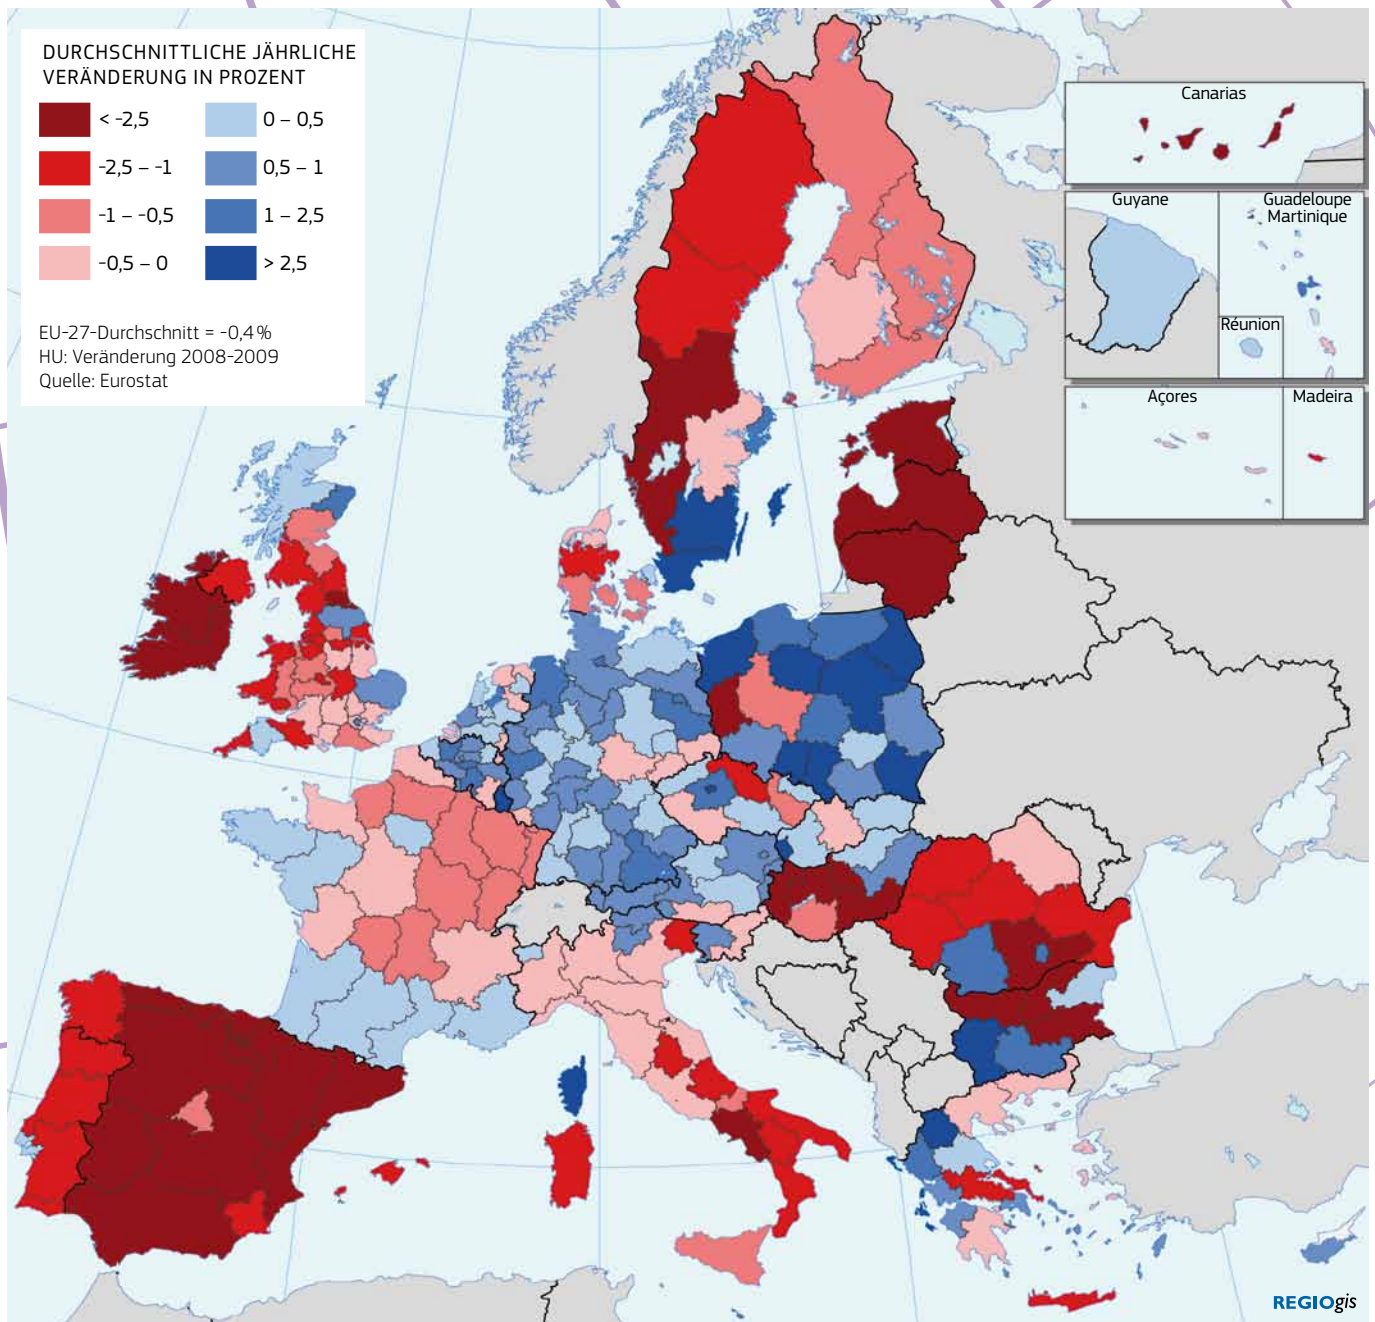 DURCHSCHNITTLICHE JÄHRLICHE
VERÄNDERUNG IN PROZENT
< -2,5
0 – 0,5
-2,5 – -1
0,5 – 1
-1 – -0,5
1 – 2,5
-0,5 – 0
> 2,5
EU-27-Durchschnitt = -0,4 %
HU: Veränderung 2008-2009
Quelle: Eurostat
Canarias
Guyane
Guadeloupe
Martinique
Réunion
Açores
Madeira
REGIOgis